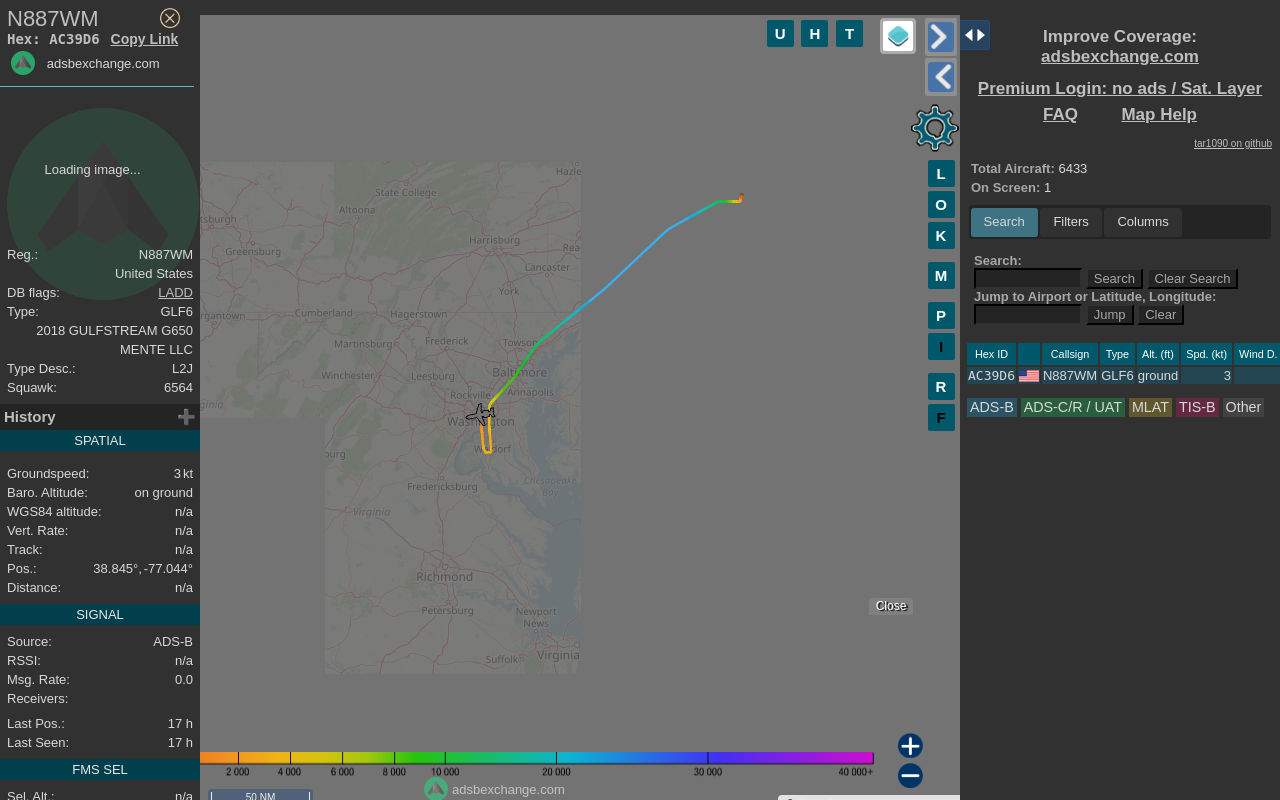 N887WM
Hex: AC39D6 Copy Link
adsbexchange.com
Loading image...
Reg.: N887WM
United States
DB flags: LADD
Type: GLF6
2018 GULFSTREAM G650
MENTE LLC
Type Desc.: L2J
Squawk: 6564
History
SPATIAL
Groundspeed: 3 kt
Baro. Altitude: on ground
WGS84 altitude: n/a
Vert. Rate: n/a
Track: n/a
Pos.: 38.845°, -77.044°
Distance: n/a
SIGNAL
Source: ADS-B
RSSI: n/a
Msg. Rate: 0.0
Receivers:
Last Pos.: 17 h
Last Seen: 17 h
FMS SEL
Sel. Alt.: n/a
U H T
L
O
K
M
P
I
R
F
State College
Altoona
Harrisburg
Greensburg
Lancaster
York
Cumberland
Hagerstown
Martinsburg
Frederick
Winchester
Leesburg
Baltimore
Rockville
Annapolis
Washington
Waldorf
Fredericksburg
Chesapeake
Bay
Virginia
Richmond
Petersburg
Newport
News
Suffolk
Virginia
Close
2 000 4 000 6 000 8 000 10 000 20 000 30 000 40 000+
adsbexchange.com
50 NM
Improve Coverage:
adsbexchange.com
Premium Login: no ads / Sat. Layer
FAQ Map Help
tar1090 on github
Total Aircraft: 6433
On Screen: 1
Search Filters Columns
Search:
Search Clear Search
Jump to Airport or Latitude, Longitude:
Jump Clear
Hex ID Callsign Type Alt. (ft) Spd. (kt) Wind D.
AC39D6 N887WM GLF6 ground 3
ADS-B ADS-C/R / UAT MLAT TIS-B Other